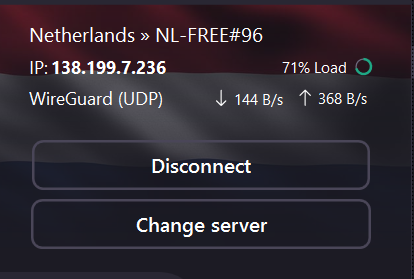 Netherlands » NL-FREE#96
IP: 138.199.7.236 71% Load
WireGuard (UDP) ↓ 144 B/s ↑ 368 B/s
Disconnect
Change server